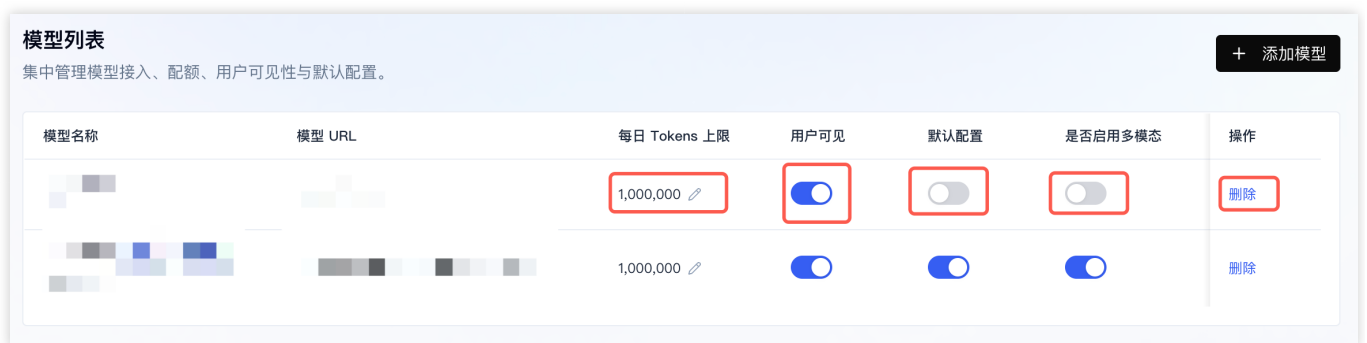 模型列表
+ 添加模型
集中管理模型接入、配额、用户可见性与默认配置。
模型名称 模型 URL 每日 Tokens 上限 用户可见 默认配置 是否启用多模态 操作
1,000,000 删除
1,000,000 删除